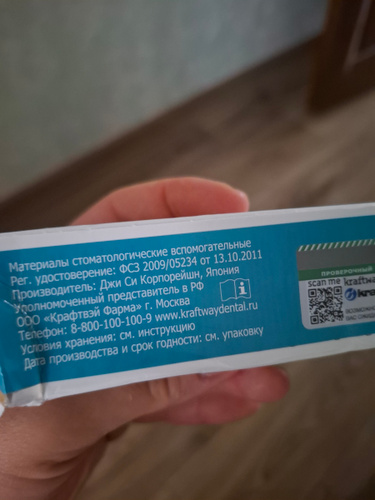 Материалы стоматологические вспомогательные
Рег. удостоверение: ФСЗ 2009/05234 от 13.10.2011
Производитель: Джи Си Корпорейшн, Япония
Уполномоченный представитель в РФ
ООО «Крафтвэй Фарма» г. Москва
Телефон: 8-800-100-100-9 www.kraftwaydental.ru
Условия хранения: см. инструкцию
Дата производства и срок годности: см. упаковку
ПРОВЕРОЧНЫЙ
scan me